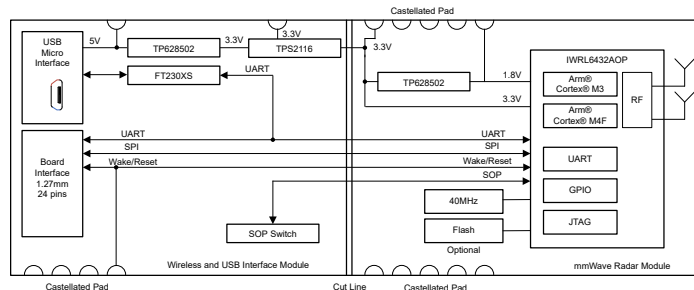 Castellated Pad
USB
Micro
Interface
5V
TP628502
3.3V
TPS2116
3.3V
3.3V
FT230XS
UART
TP628502
1.8V
3.3V
IWRL6432AOP
Arm®
Cortex® M3
Arm®
Cortex® M4F
RF
Board
Interface
1.27mm
24 pins
UART
SPI
Wake/Reset
UART
SPI
Wake/Reset
SOP
UART
GPIO
JTAG
40MHz
Flash
Optional
SOP Switch
Wireless and USB Interface Module
mmWave Radar Module
Castellated Pad
Cut Line
Castellated Pad